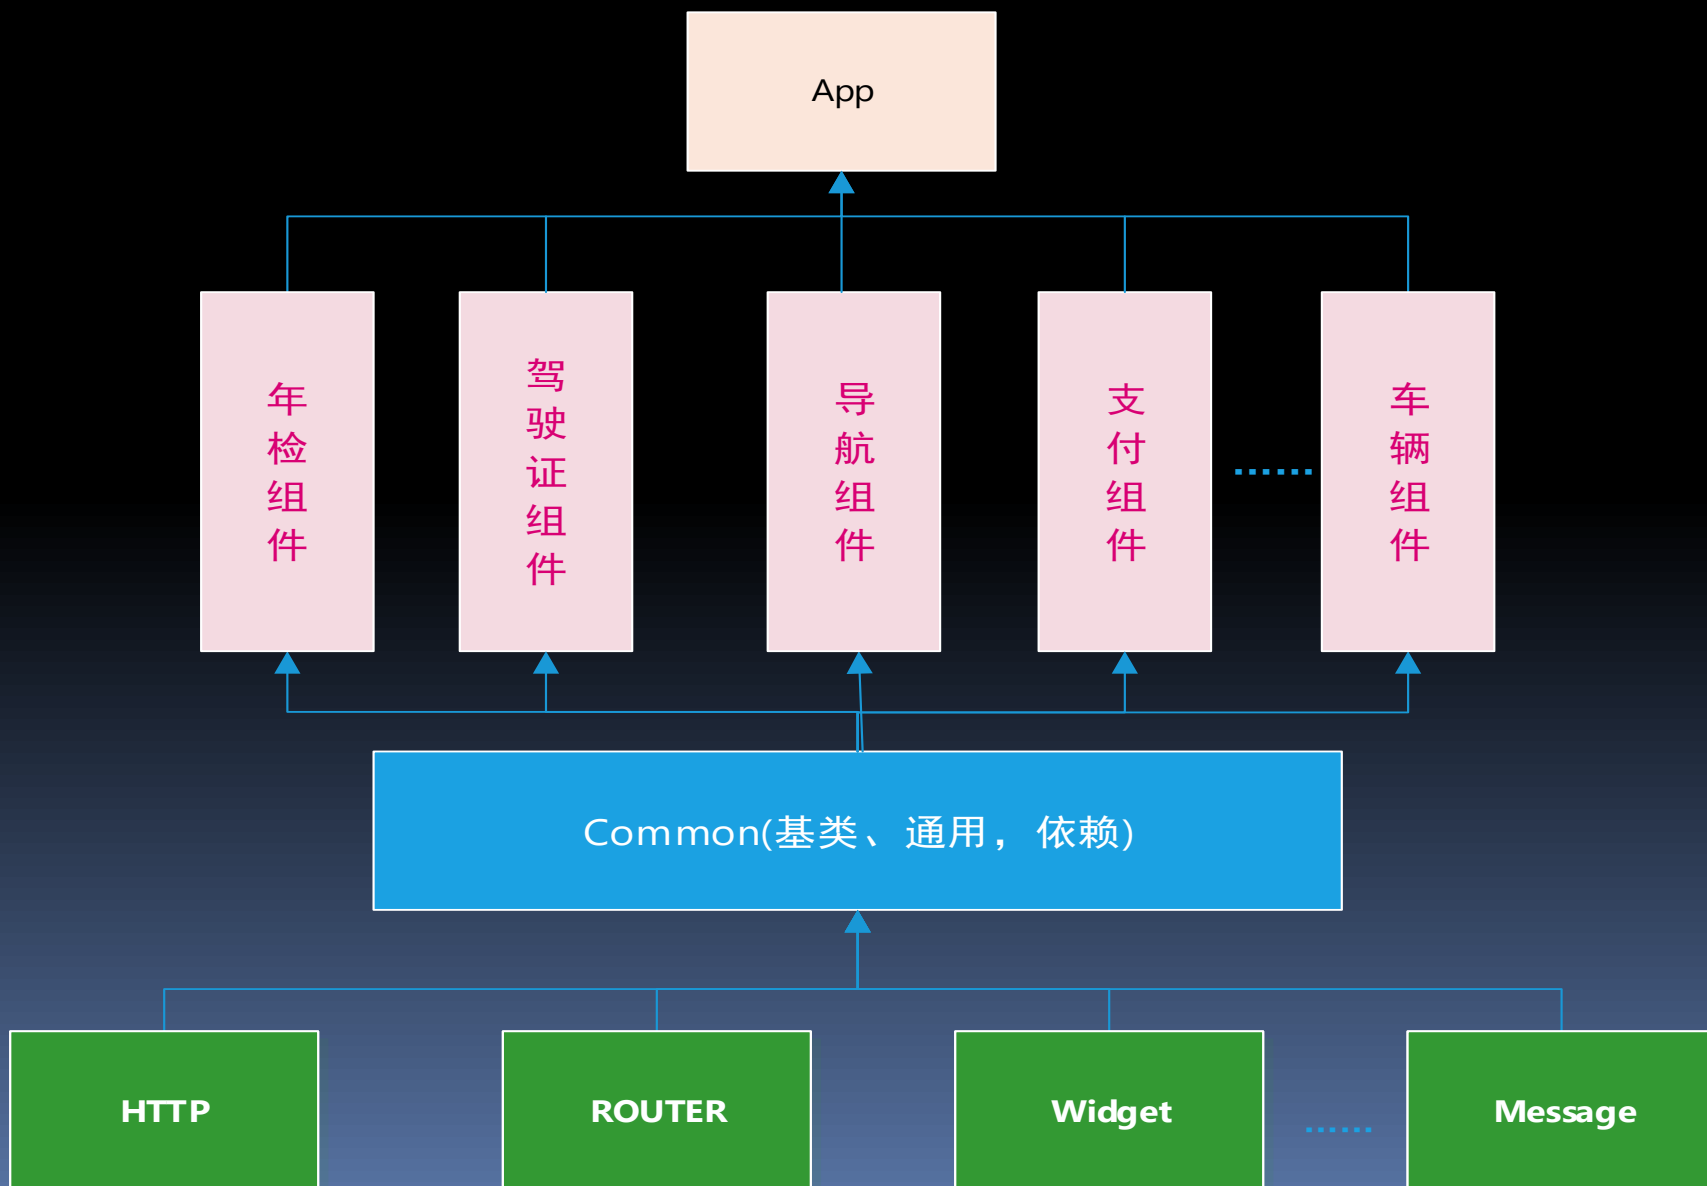 App
年检组件
驾驶证组件
导航组件
支付组件
······
车辆组件
Common(基类、通用，依赖)
HTTP
ROUTER
Widget
······
Message